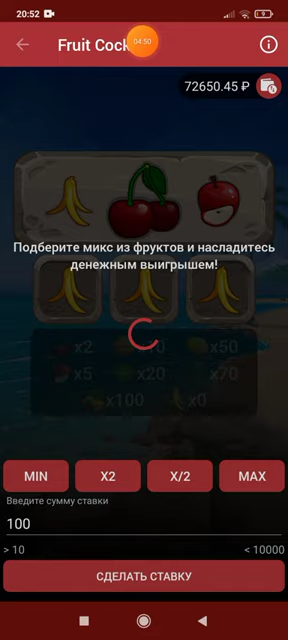 20:52
9
Fruit Cock
04:50
72650.45 ₽
Подберите микс из фруктов и насладитесь
денежным выигрышем!
x2 x50
x5 x20 x70
x100 x0
MIN X2 X/2 MAX
Введите сумму ставки
100
> 10 < 10000
СДЕЛАТЬ СТАВКУ